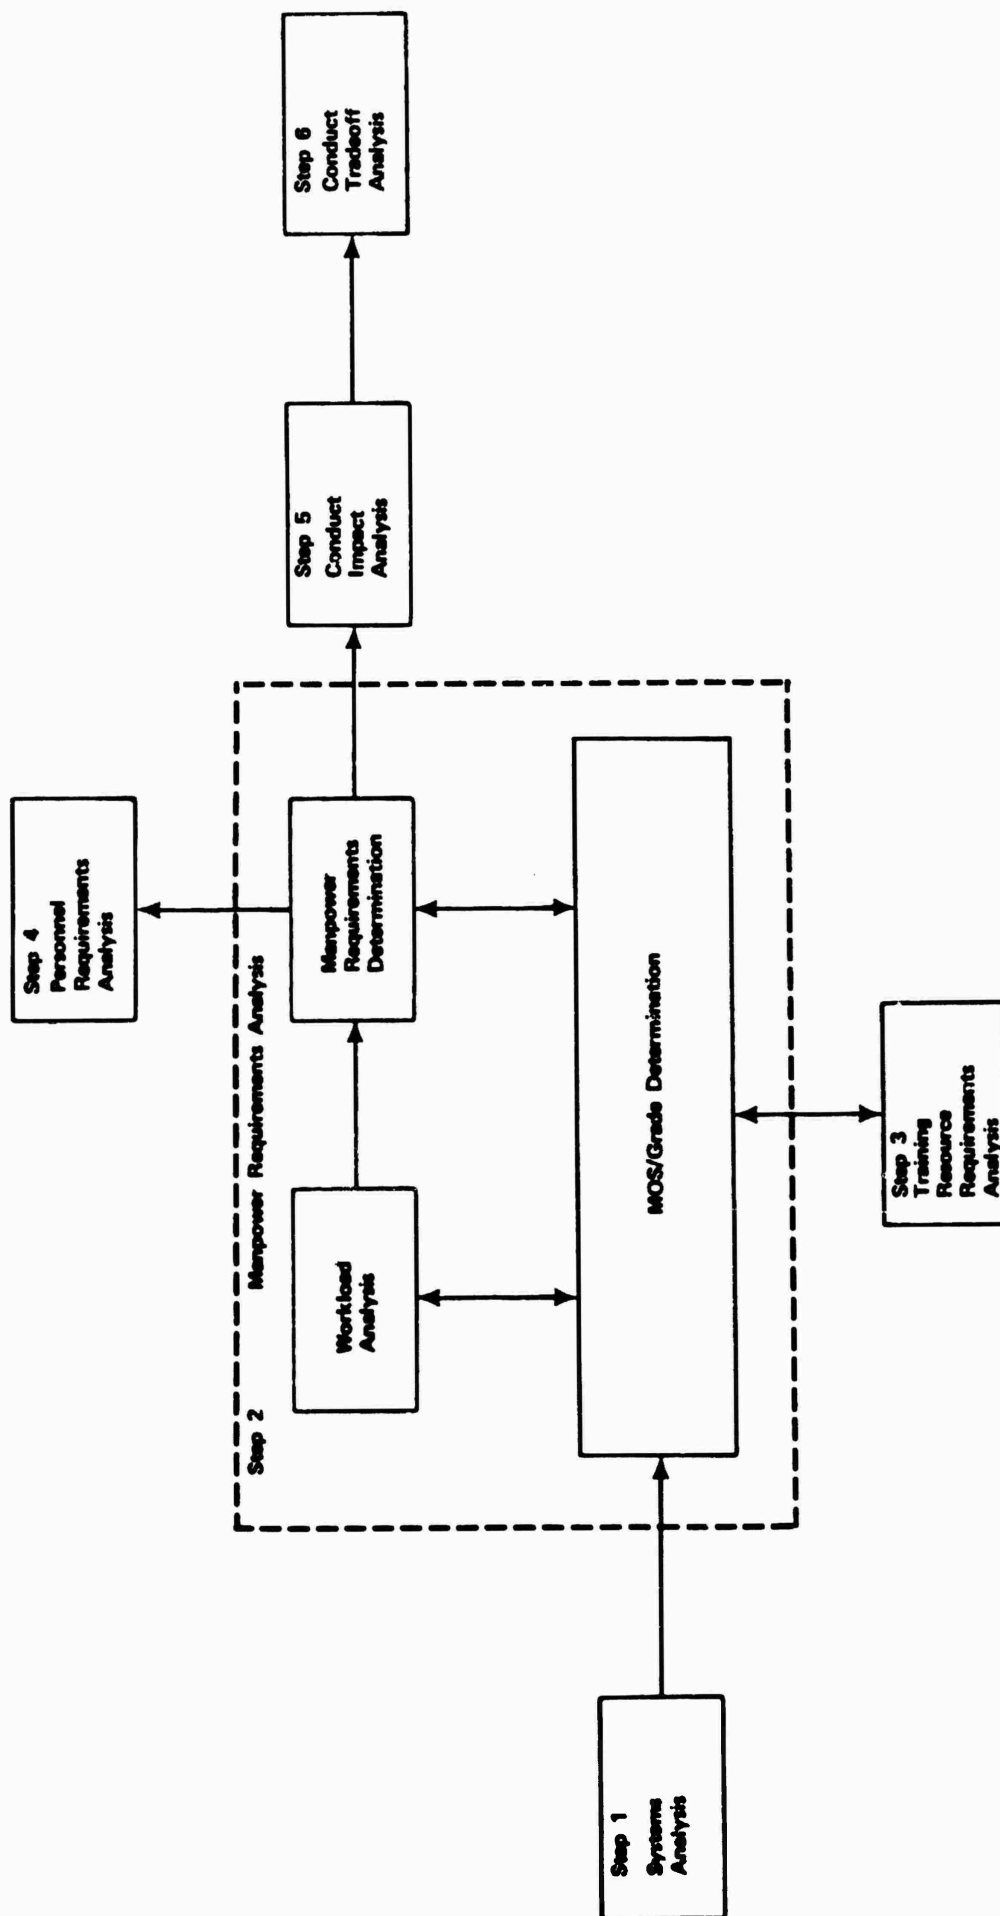 Step 1
Systems
Analysis
Step 2 Manpower Requirements Analysis
Workload
Analysis
Manpower
Requirements
Determination
MOS/Grade Determination
Step 3
Training
Resource
Requirements
Analysis
Step 4
Personnel
Requirements
Analysis
Step 5
Conduct
Impact
Analysis
Step 6
Conduct
Tradeoff
Analysis